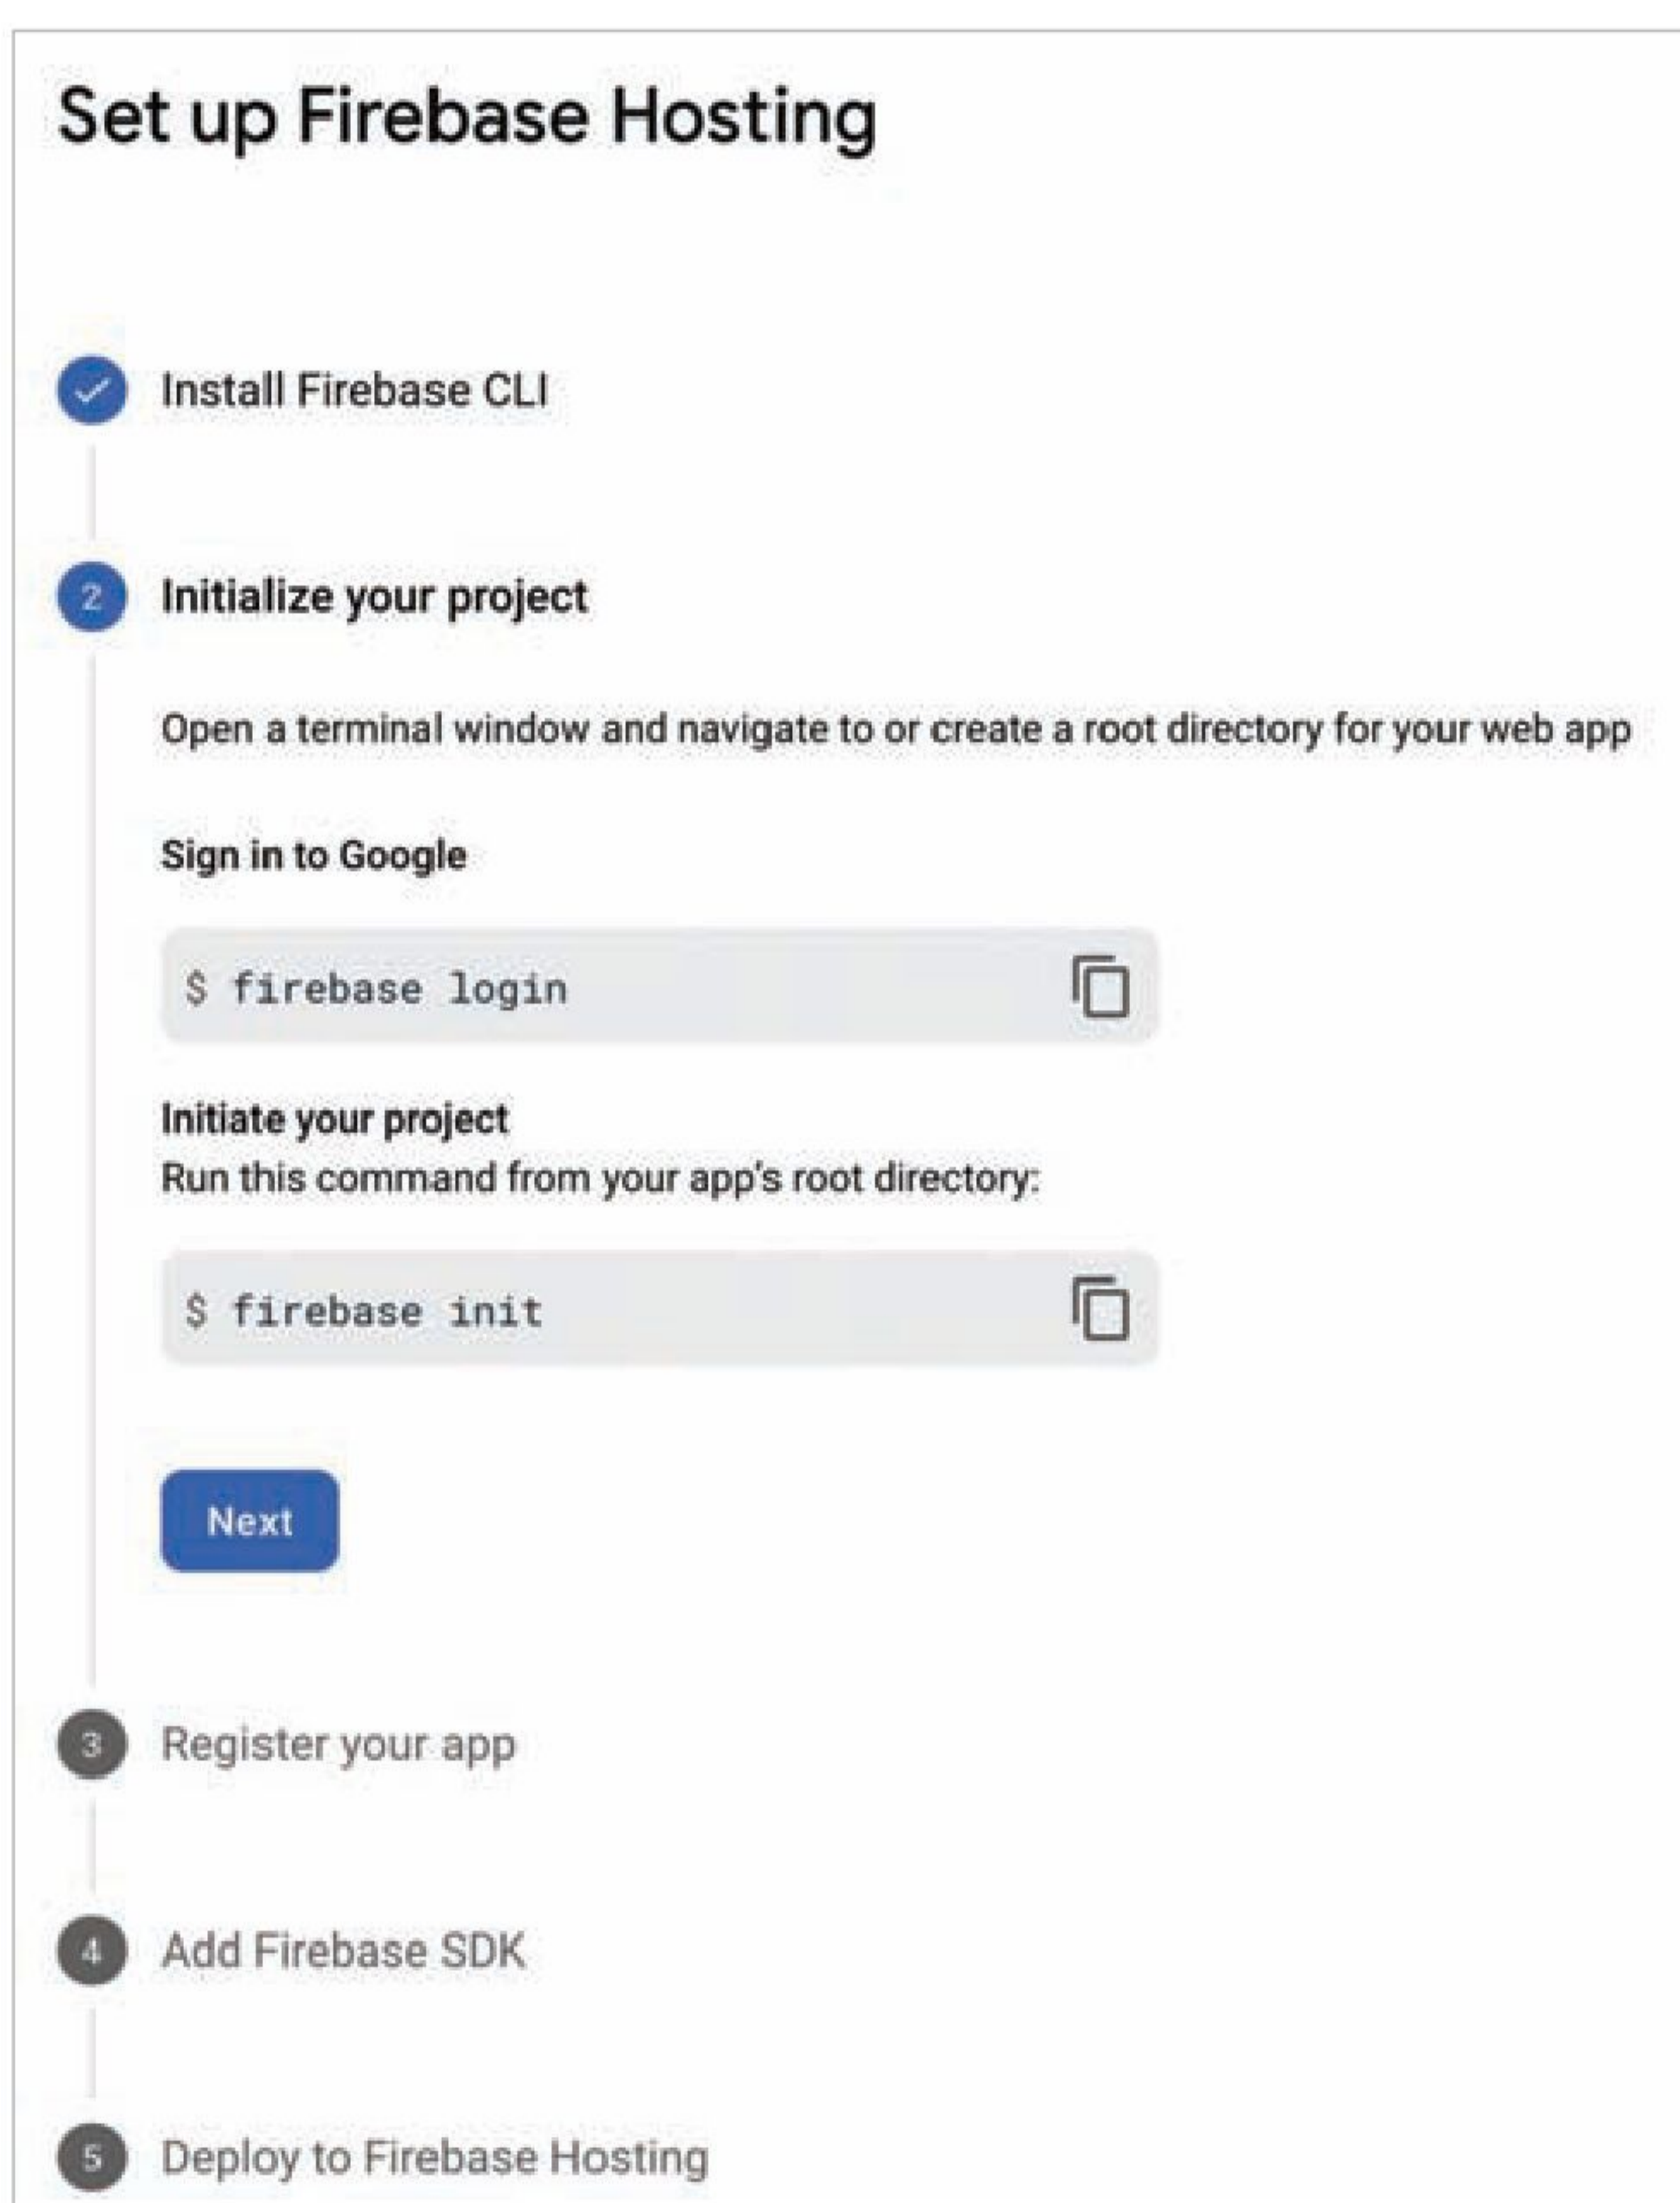 Set up Firebase Hosting
Install Firebase CLI
2 Initialize your project
Open a terminal window and navigate to or create a root directory for your web app
Sign in to Google
$ firebase login
Initiate your project
Run this command from your app's root directory:
$ firebase init
Next
3 Register your app
4 Add Firebase SDK
5 Deploy to Firebase Hosting